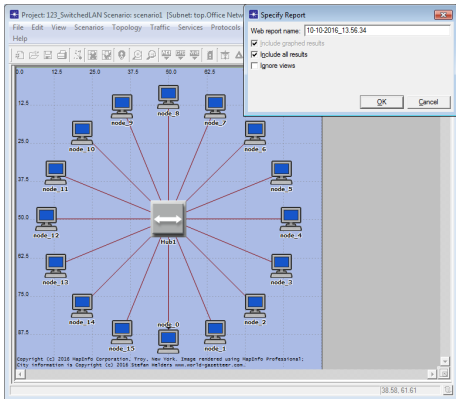 Project: 123_SwitchedLAN Scenario: scenario1 [Subnet: top.Office Netw
File Edit View Scenarios Topology Traffic Services Protocols
Help
Specify Report
Web report name: 10-10-2016_13.56.34
Include graphed results
Include all results
Ignore views
OK Cancel
0.0 12.5 25.0 37.5 50.0 62.5
12.5
25.0
37.5
50.0
62.5
75.0
87.5
node_9
node_8
node_7
node_10
node_6
node_11
node_5
node_12
Hub1
node_4
node_13
node_3
node_14
node_2
node_15
node_0
node_1
Copyright (c) 2016 MapInfo Corporation, Troy, New York. Image rendered using MapInfo Professional;
City information is Copyright (c) 2016 Stefan Helders www.world-gazetteer.com.
38.58, 61.61